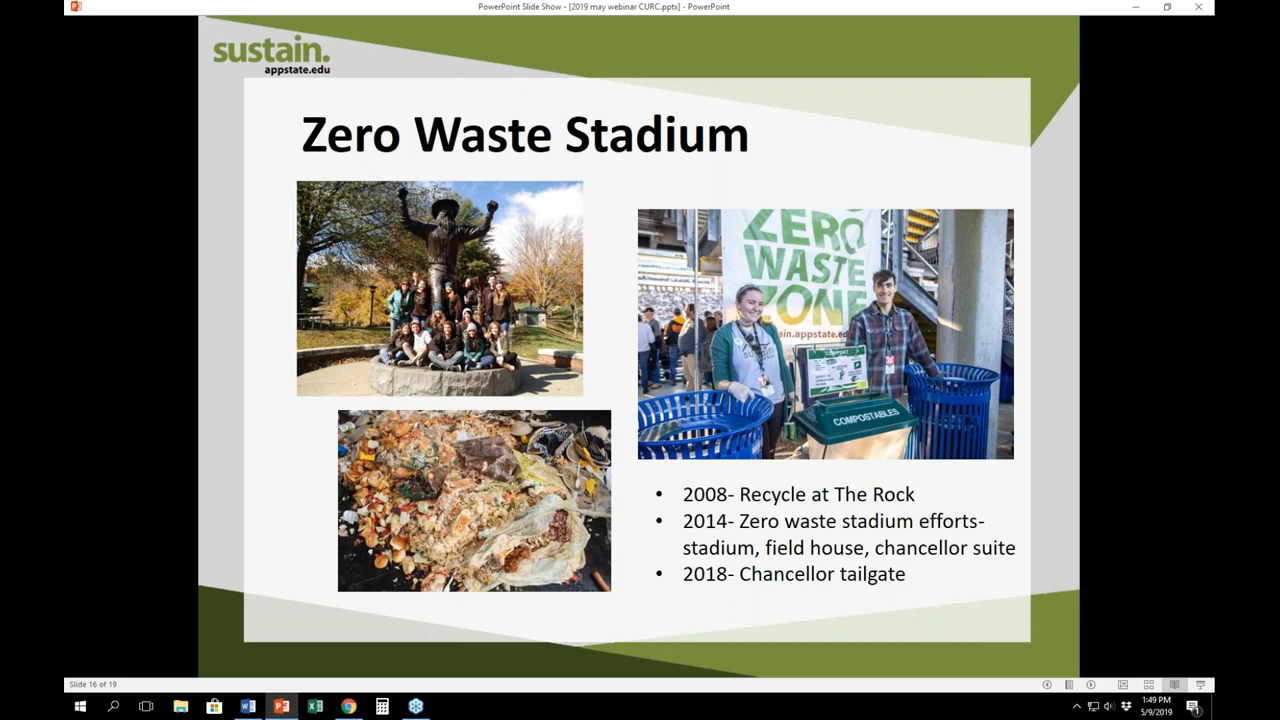 PowerPoint Slide Show - [2019 may webinar CURC.pptx] - PowerPoint
sustain.
appstate.edu
Zero Waste Stadium
ZERO
WASTE
ZONE
sustain.appstate.edu
COMPOST
COMPOSTABLES
• 2008- Recycle at The Rock
• 2014- Zero waste stadium efforts-
stadium, field house, chancellor suite
• 2018- Chancellor tailgate
Slide 16 of 19
1:49 PM
5/9/2019